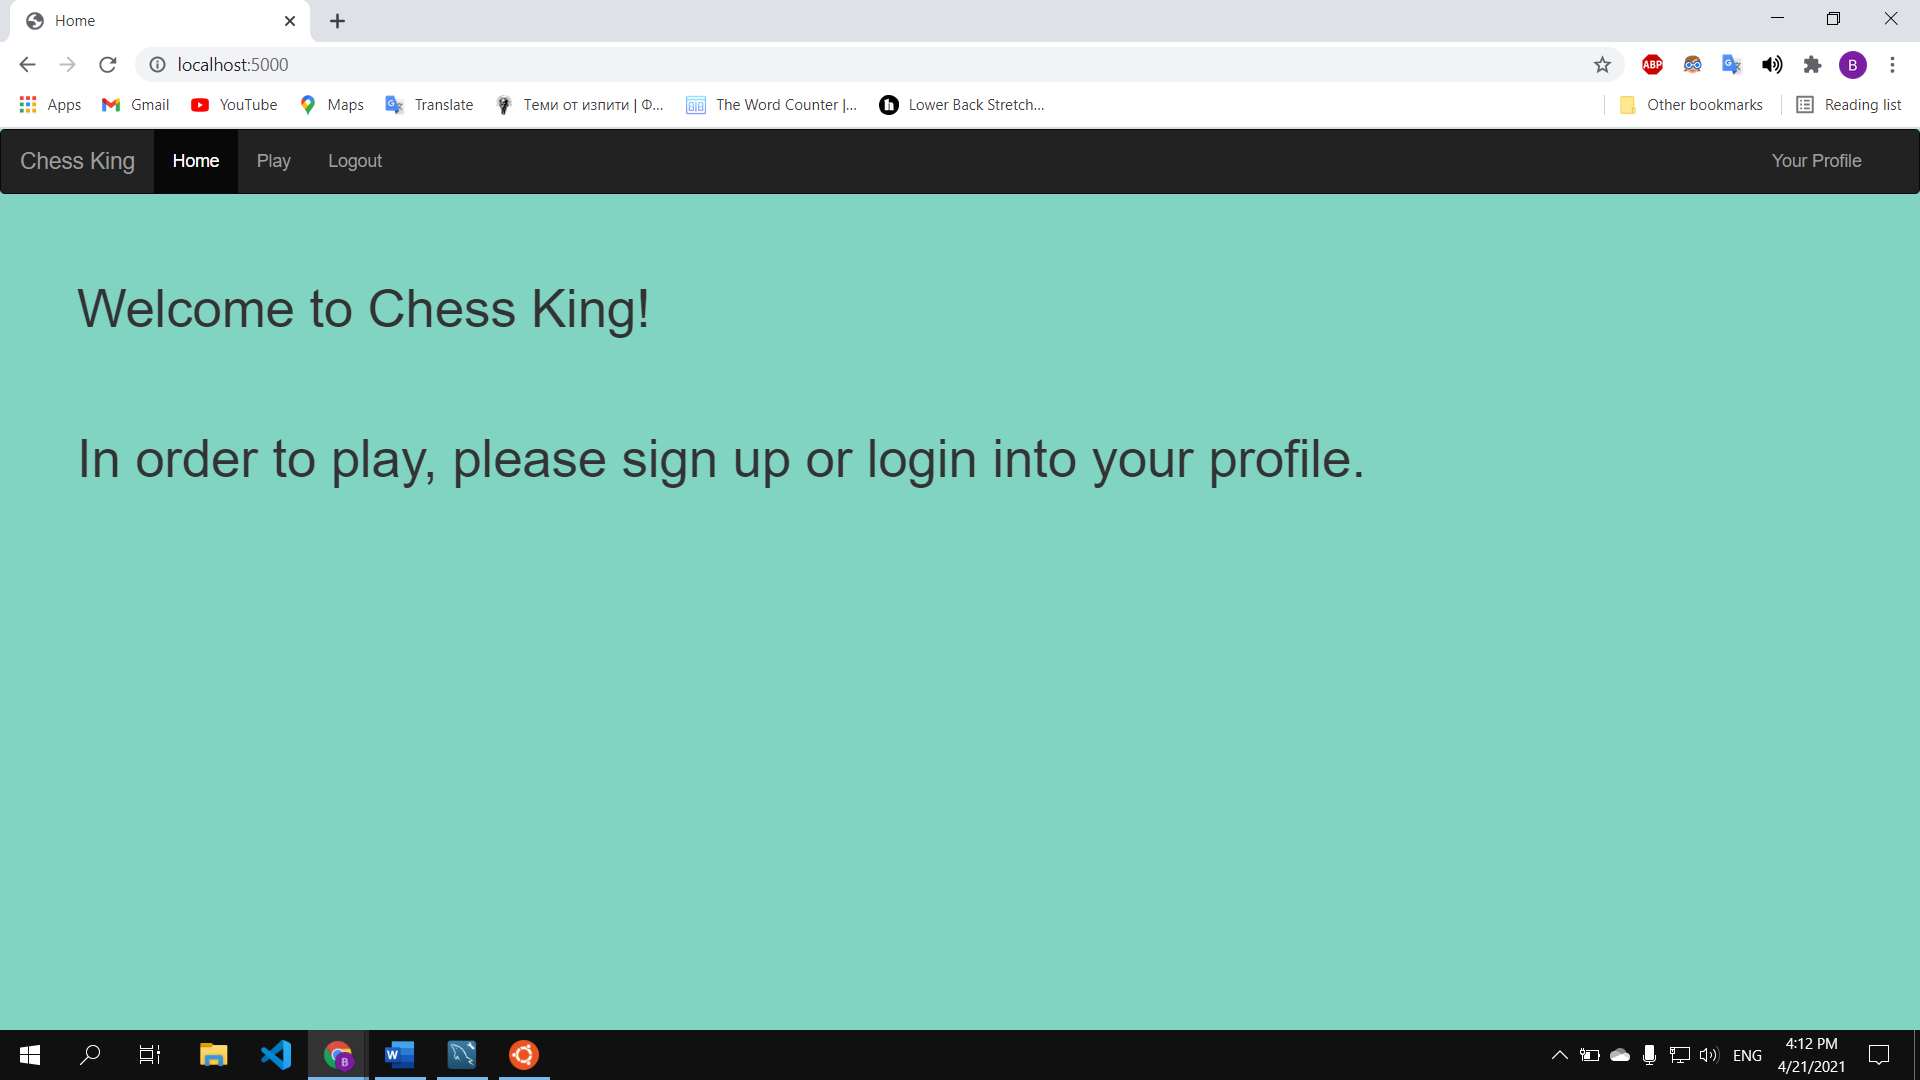 Home
localhost:5000
ABP
B
Apps
Gmail
YouTube
Maps
Translate
Теми от изпити | Ф...
The Word Counter |...
Lower Back Stretch...
Other bookmarks
Reading list
Chess King
Home
Play
Logout
Your Profile
Welcome to Chess King!
In order to play, please sign up or login into your profile.
B
W
ENG
4:12 PM
4/21/2021